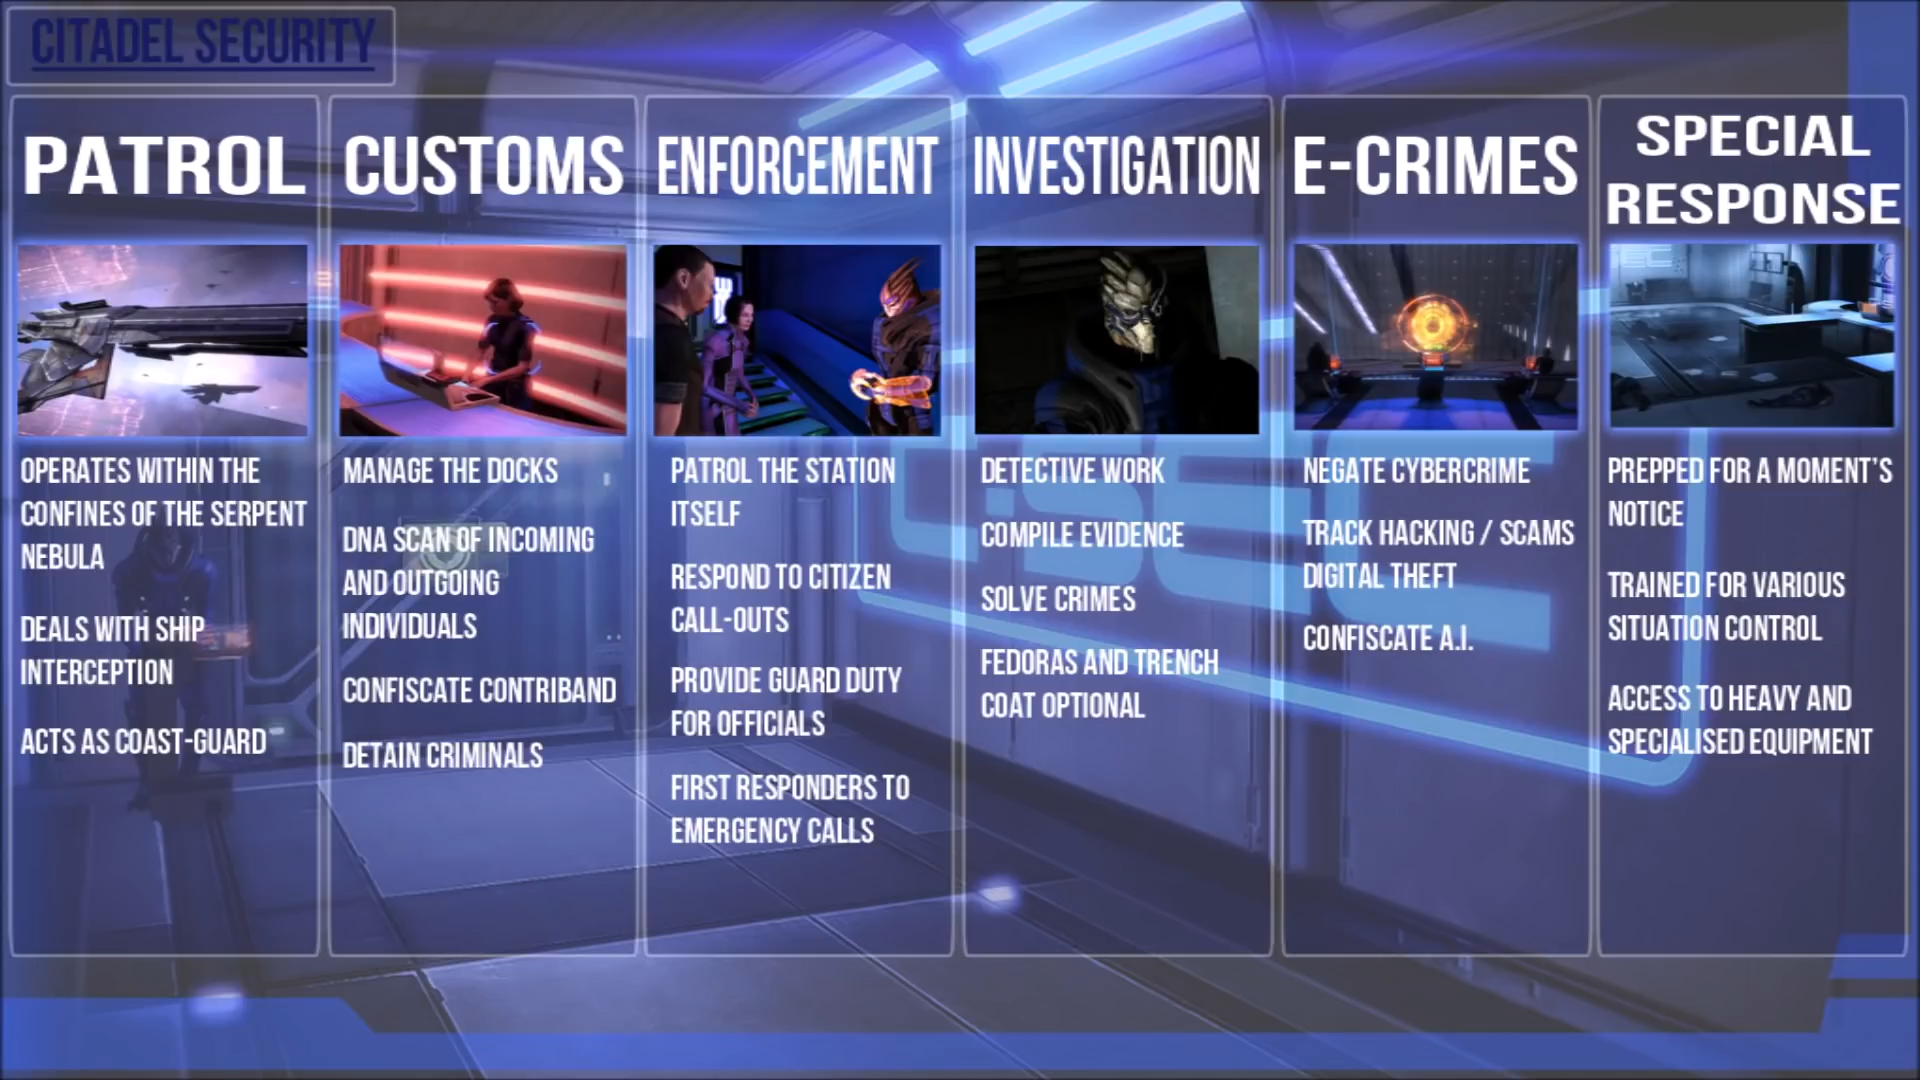 CITADEL SECURITY
PATROL
OPERATES WITHIN THE
CONFINES OF THE SERPENT
NEBULA
DEALS WITH SHIP
INTERCEPTION
ACTS AS COAST-GUARD
CUSTOMS
MANAGE THE DOCKS
DNA SCAN OF INCOMING
AND OUTGOING
INDIVIDUALS
CONFISCATE CONTRIBAND
DETAIN CRIMINALS
ENFORCEMENT
PATROL THE STATION
ITSELF
RESPOND TO CITIZEN
CALL-OUTS
PROVIDE GUARD DUTY
FOR OFFICIALS
FIRST RESPONDERS TO
EMERGENCY CALLS
INVESTIGATION
DETECTIVE WORK
COMPILE EVIDENCE
SOLVE CRIMES
FEDORAS AND TRENCH
COAT OPTIONAL
E-CRIMES
NEGATE CYBERCRIME
TRACK HACKING / SCAMS
DIGITAL THEFT
CONFISCATE A.I.
SPECIAL
RESPONSE
PREPPED FOR A MOMENT'S
NOTICE
TRAINED FOR VARIOUS
SITUATION CONTROL
ACCESS TO HEAVY AND
SPECIALISED EQUIPMENT
C-SEC